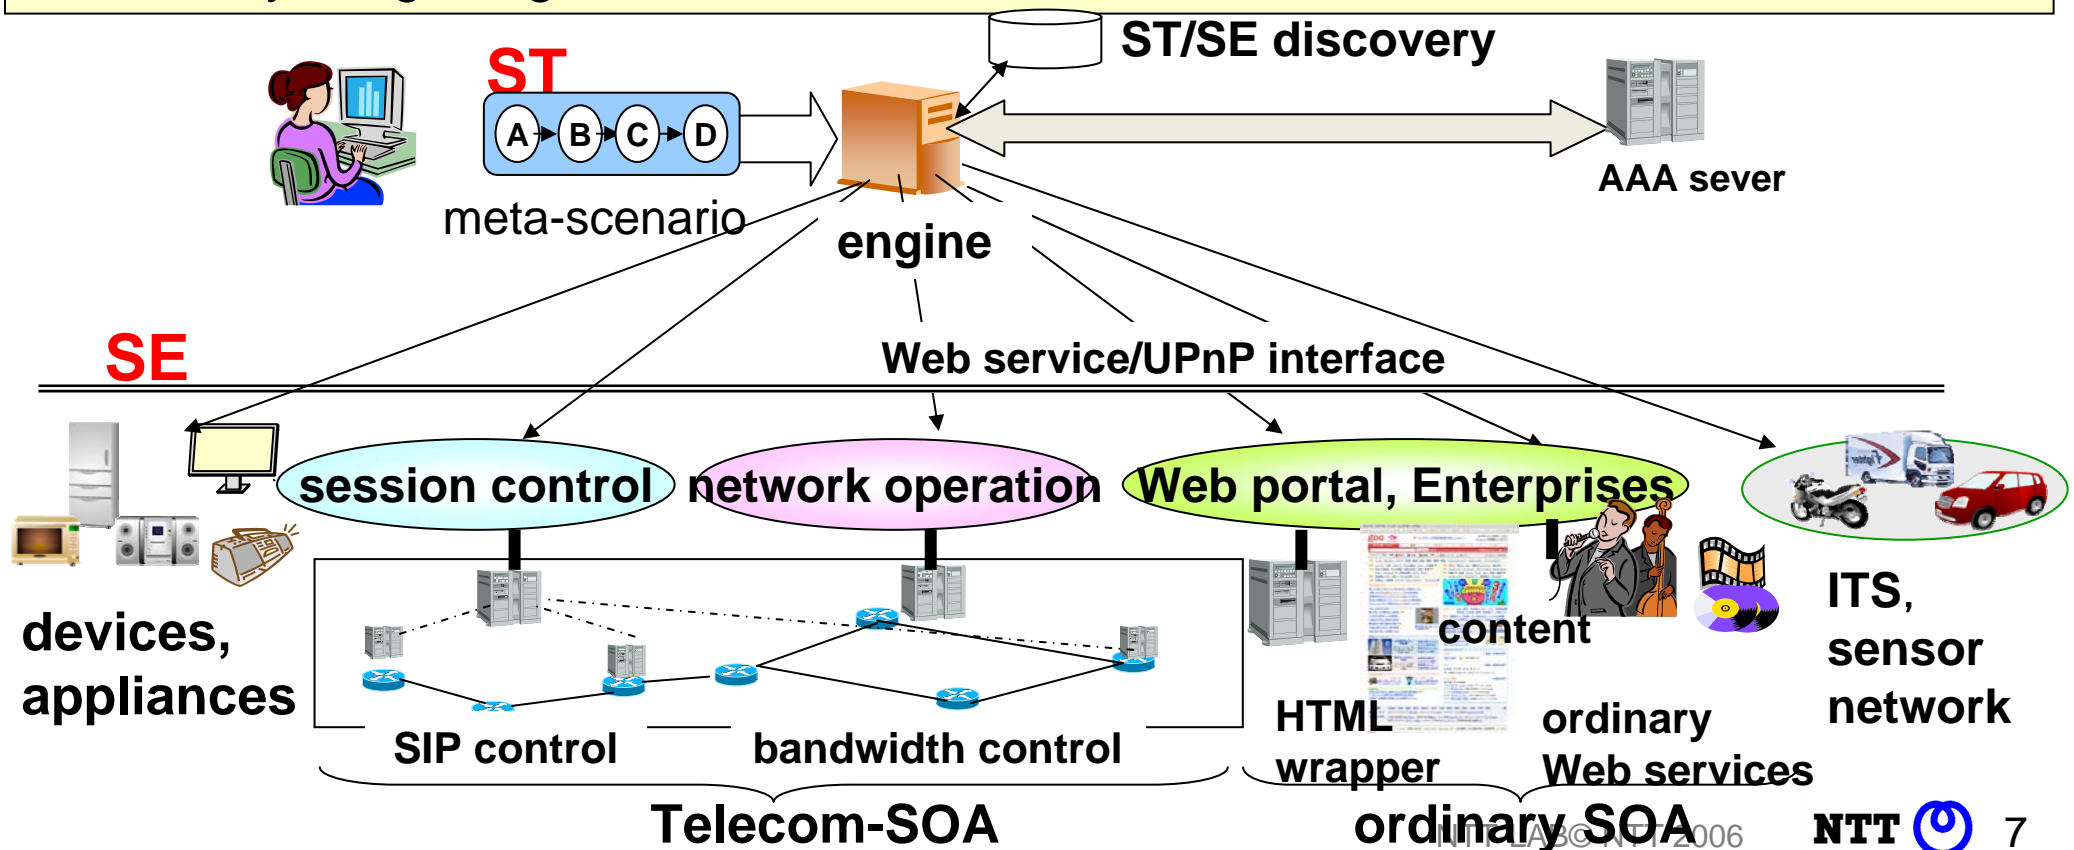 ST/SE discovery
ST
A B C D
AAA sever
meta-scenario
engine
SE
Web service/UPnP interface
session control
network operation
Web portal, Enterprises
devices,
appliances
content
ITS,
sensor
network
SIP control
bandwidth control
HTML
wrapper
ordinary
Web services
Telecom-SOA
ordinary SOA
NTT LAB© NTT 2006
NTT
7